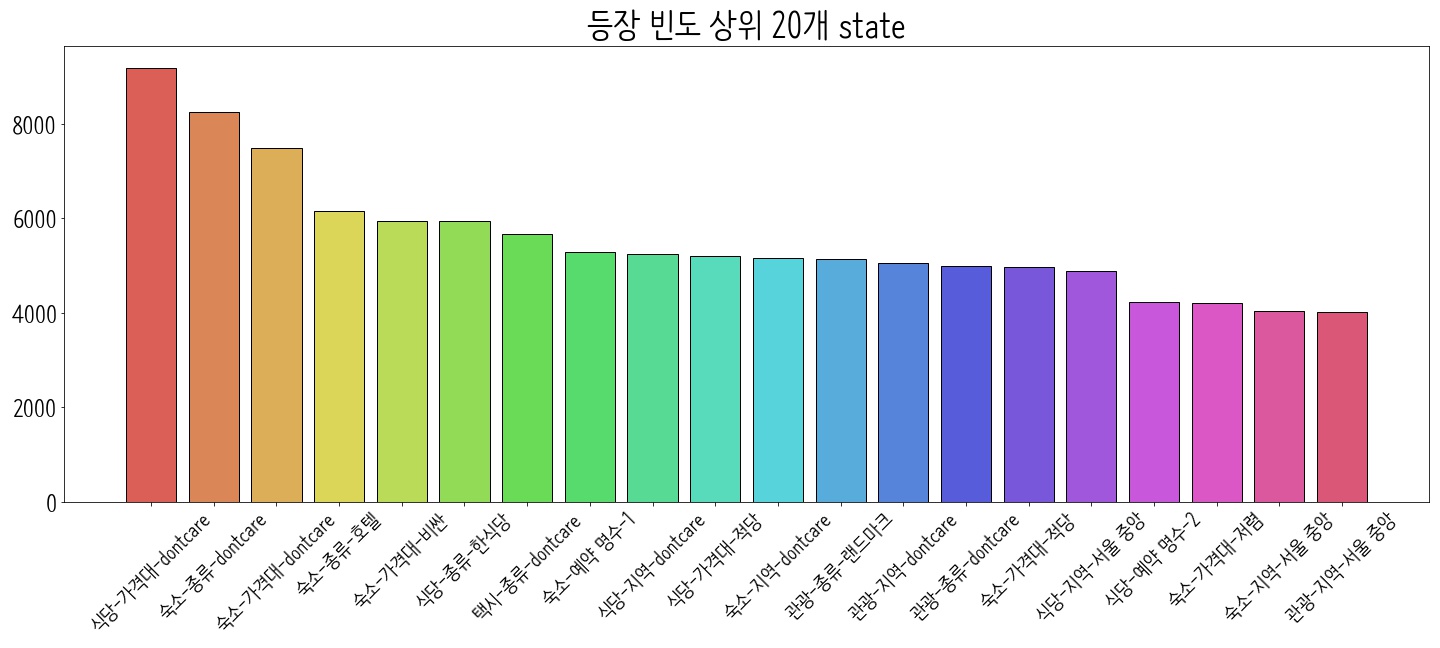 등장 빈도 상위 20개 state
8000
6000
4000
2000
0
식당-가격대-dontcare
숙소-종류-dontcare
숙소-가격대-dontcare
숙소-종류-호텔
숙소-가격대-비싼
식당-종류-한식당
택시-종류-dontcare
숙소-예약 명수-1
식당-지역-dontcare
식당-가격대-적당
숙소-지역-dontcare
관광-종류-랜드마크
관광-지역-dontcare
관광-종류-dontcare
숙소-가격대-적당
식당-지역-서울 중앙
식당-예약 명수-2
숙소-가격대-저렴
숙소-지역-서울 중앙
관광-지역-서울 중앙